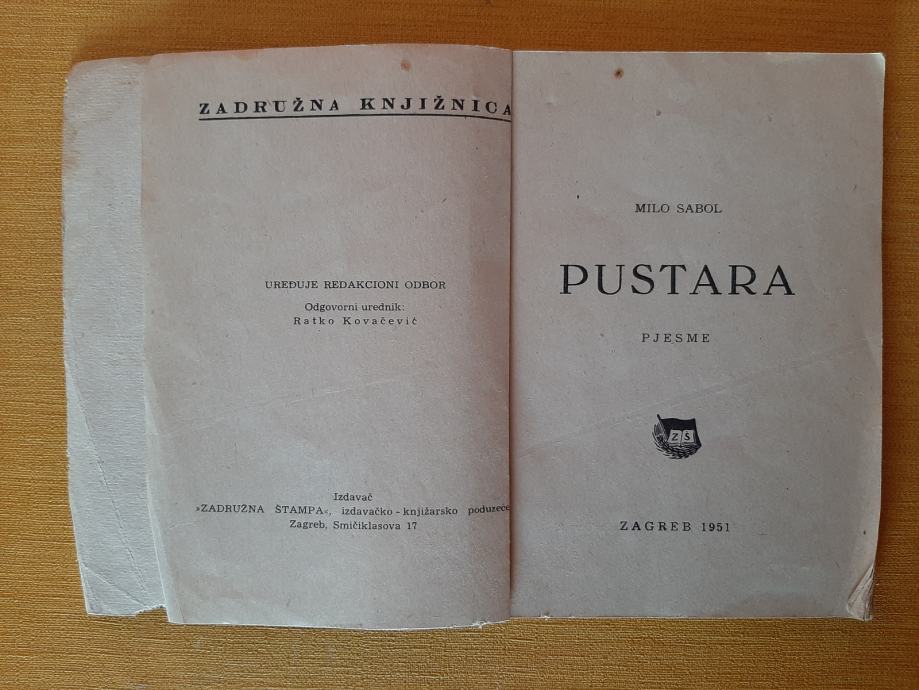 ZADRUŽNA KNJIŽNICA
UREĐUJE REDAKCIONI ODBOR
Odgovorni urednik:
Ratko Kovačević
Izdavač
»ZADRUŽNA ŠTAMPA«, izdavačko-knjižarsko poduzeće
Zagreb, Smičiklasova 17
MILO SABOL
PUSTARA
PJESME
Z Š
ZAGREB 1951